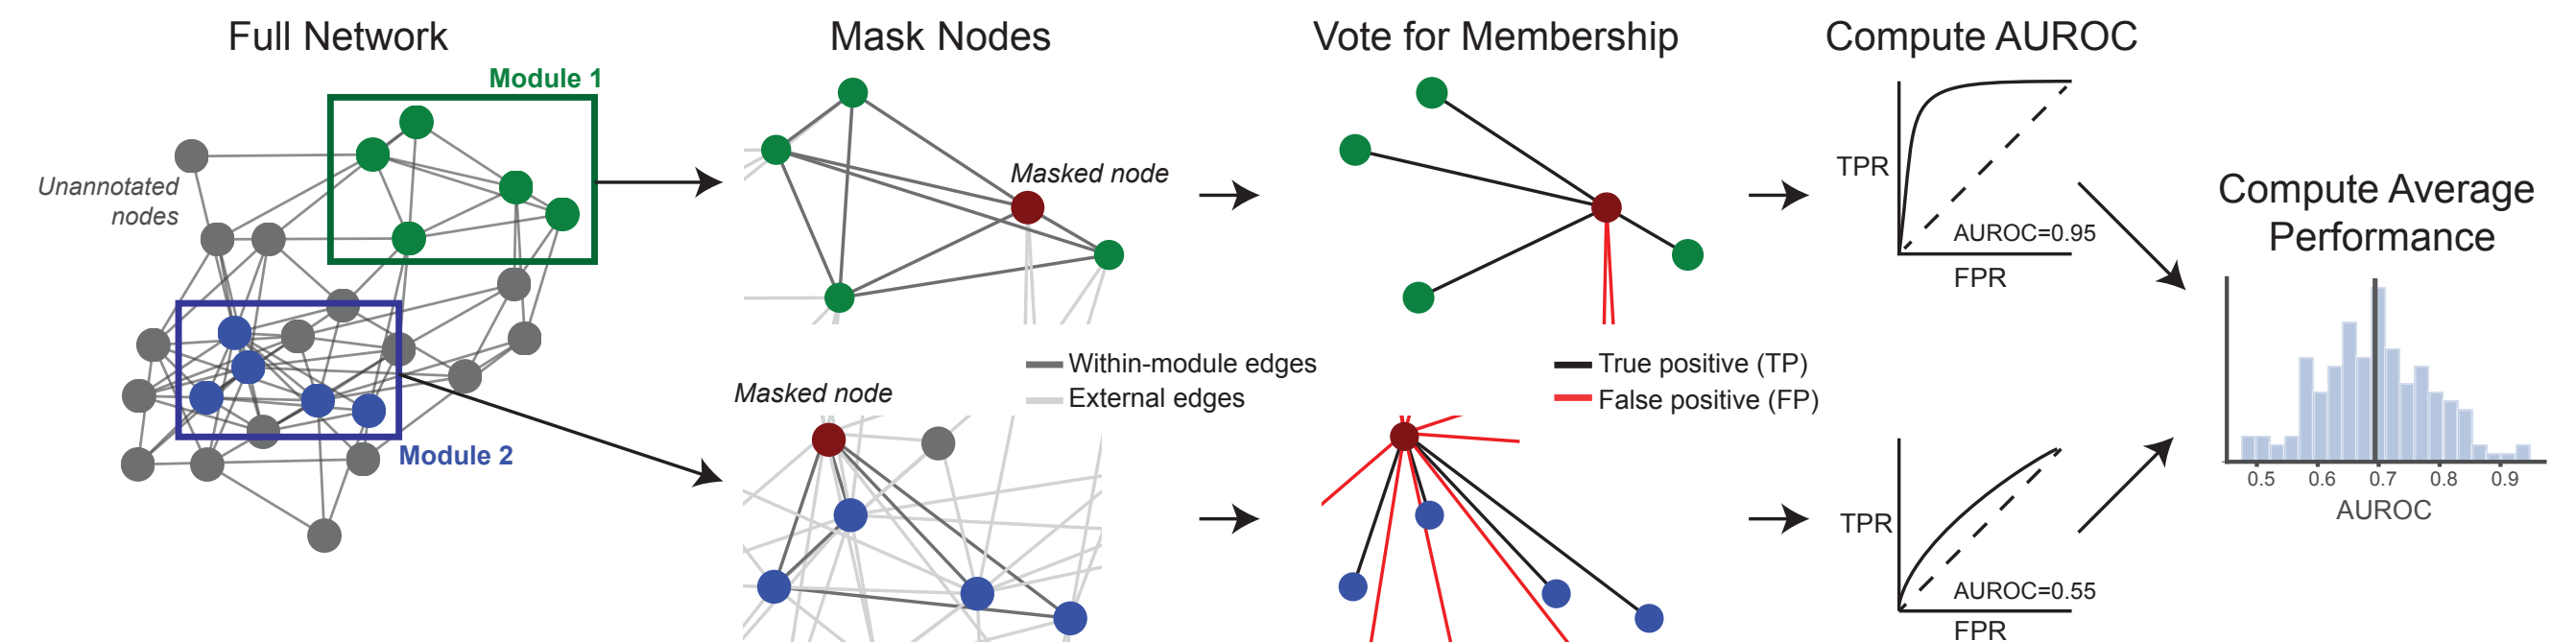 Full Network
Mask Nodes
Vote for Membership
Compute AUROC
Module 1
Unannotated
nodes
Masked node
TPR
AUROC=0.95
FPR
Compute Average
Performance
Within-module edges
External edges
True positive (TP)
False positive (FP)
Masked node
Module 2
TPR
AUROC=0.55
FPR
0.5 0.6 0.7 0.8 0.9
AUROC